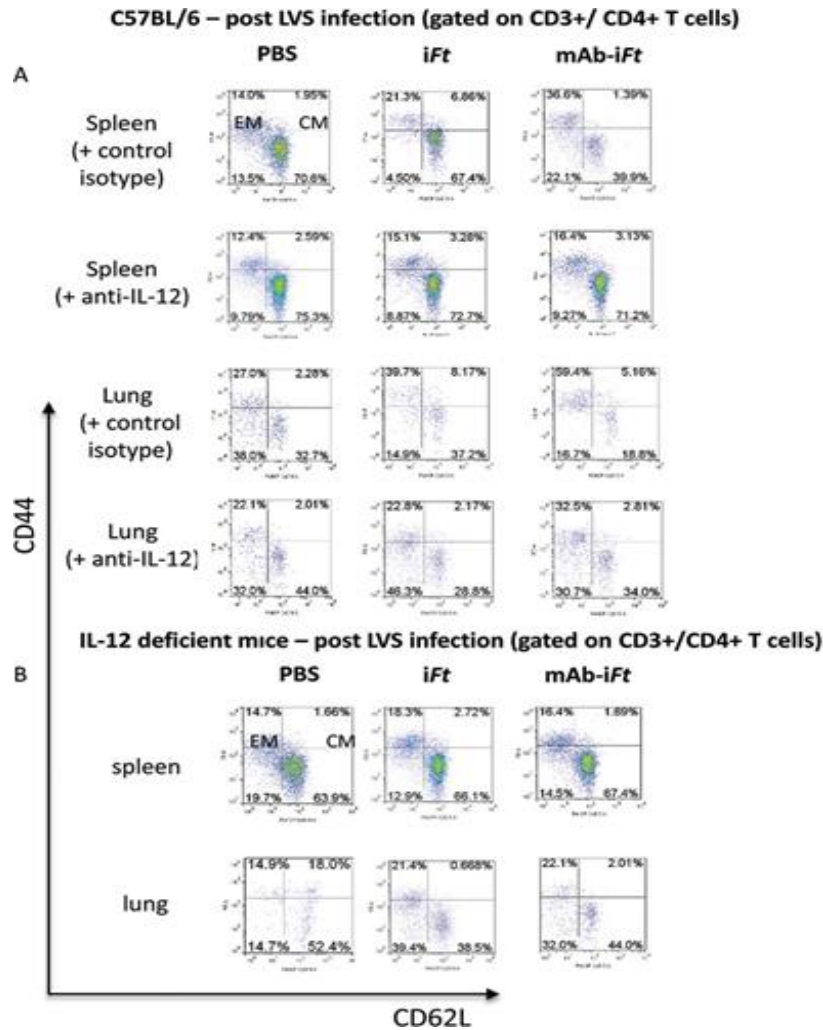 C57BL/6 – post LVS infection (gated on CD3+/ CD4+ T cells)
PBS iFt mAb-iFt
A
Spleen
(+ control
isotype)
14.0% 1.95% 21.3% 6.86% 36.6% 1.39%
EM CM
13.5% 70.6% 4.50% 67.4% 22.1% 39.9%
Spleen
(+ anti-IL-12)
12.4% 2.59% 15.1% 3.28% 16.4% 3.13%
9.79% 75.3% 8.87% 72.7% 9.27% 71.2%
Lung
(+ control
isotype)
27.0% 2.28% 39.7% 8.17% 59.4% 5.16%
38.0% 32.7% 14.9% 37.2% 16.7% 18.8%
Lung
(+ anti-IL-12)
22.1% 2.01% 22.8% 2.17% 32.5% 2.81%
32.0% 44.0% 46.3% 28.8% 30.7% 34.0%
CD44
IL-12 deficient mice – post LVS infection (gated on CD3+/CD4+ T cells)
B
PBS iFt mAb-iFt
spleen
14.7% 1.66% 18.3% 2.72% 16.4% 1.69%
EM CM
19.7% 63.9% 12.9% 66.1% 14.5% 67.4%
lung
14.9% 18.0% 21.4% 0.668% 22.1% 2.01%
14.7% 52.4% 39.4% 38.5% 32.0% 44.0%
CD62L